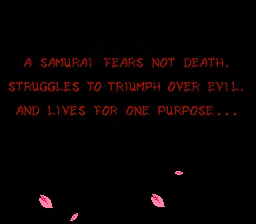 A SAMURAI FEARS NOT DEATH.
STRUGGLES TO TRIUMPH OVER EVIL.
AND LIVES FOR ONE PURPOSE...